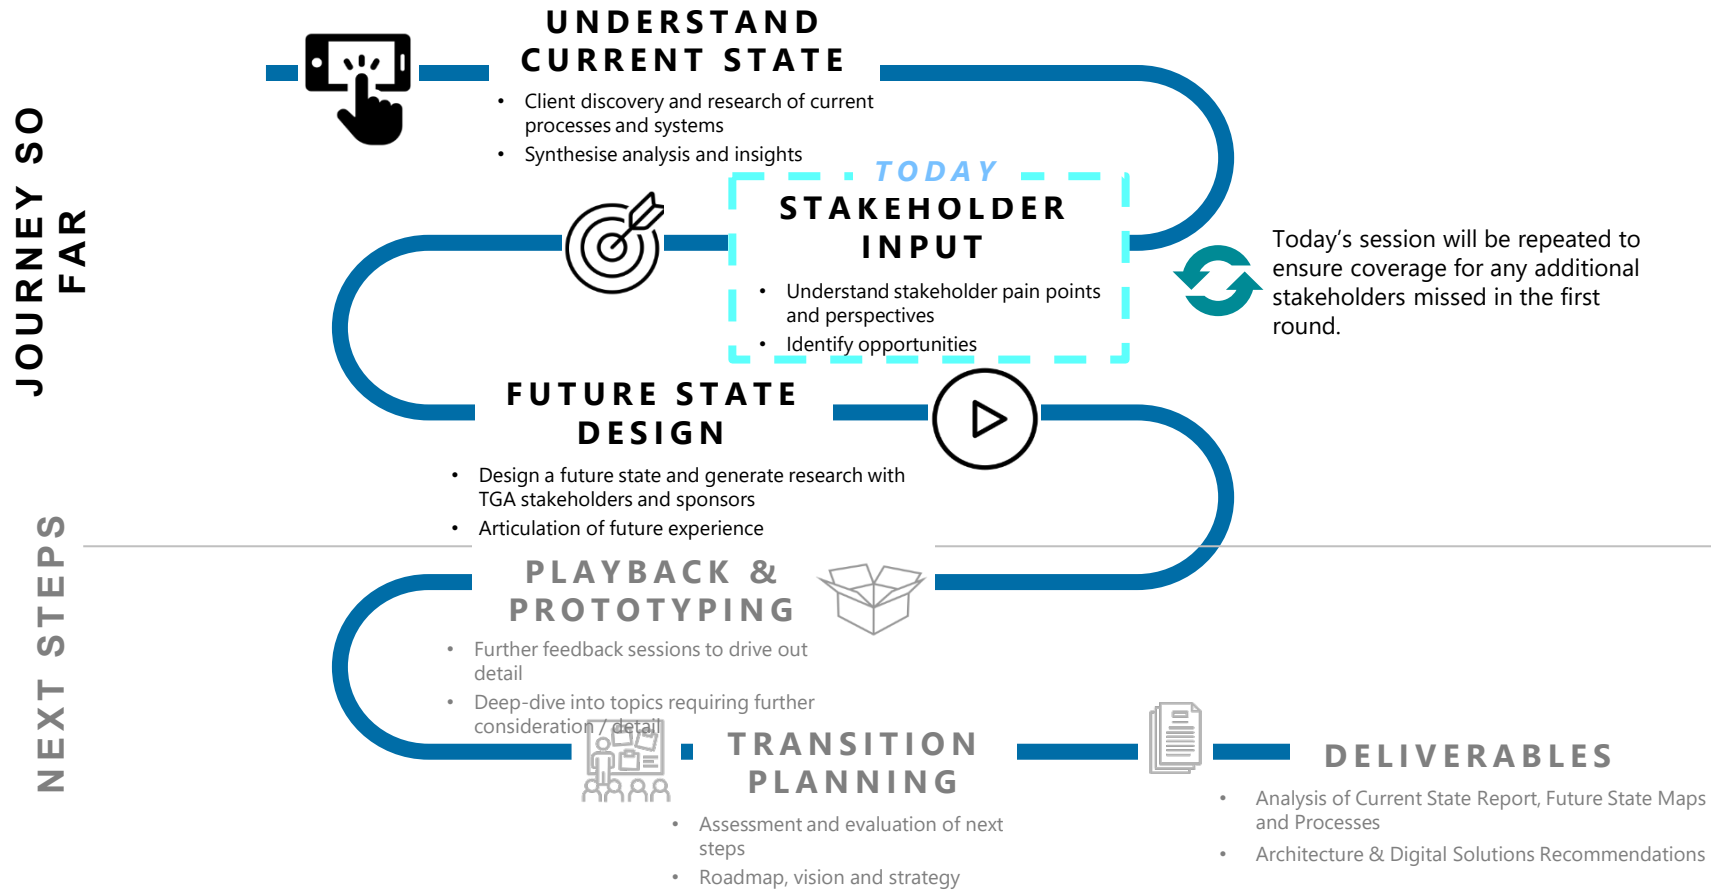 JOURNEY SO
FAR
UNDERSTAND
CURRENT STATE
• Client discovery and research of current
processes and systems
• Synthesise analysis and insights
TODAY
STAKEHOLDER
INPUT
• Understand stakeholder pain points
and perspectives
• Identify opportunities
Today's session will be repeated to
ensure coverage for any additional
stakeholders missed in the first
round.
FUTURE STATE
DESIGN
• Design a future state and generate research with
TGA stakeholders and sponsors
• Articulation of future experience
NEXT STEPS
PLAYBACK &
PROTOTYPING
• Further feedback sessions to drive out
detail
• Deep-dive into topics requiring further
consideration / detail
TRANSITION
PLANNING
• Assessment and evaluation of next
steps
• Roadmap, vision and strategy
DELIVERABLES
• Analysis of Current State Report, Future State Maps
and Processes
• Architecture & Digital Solutions Recommendations